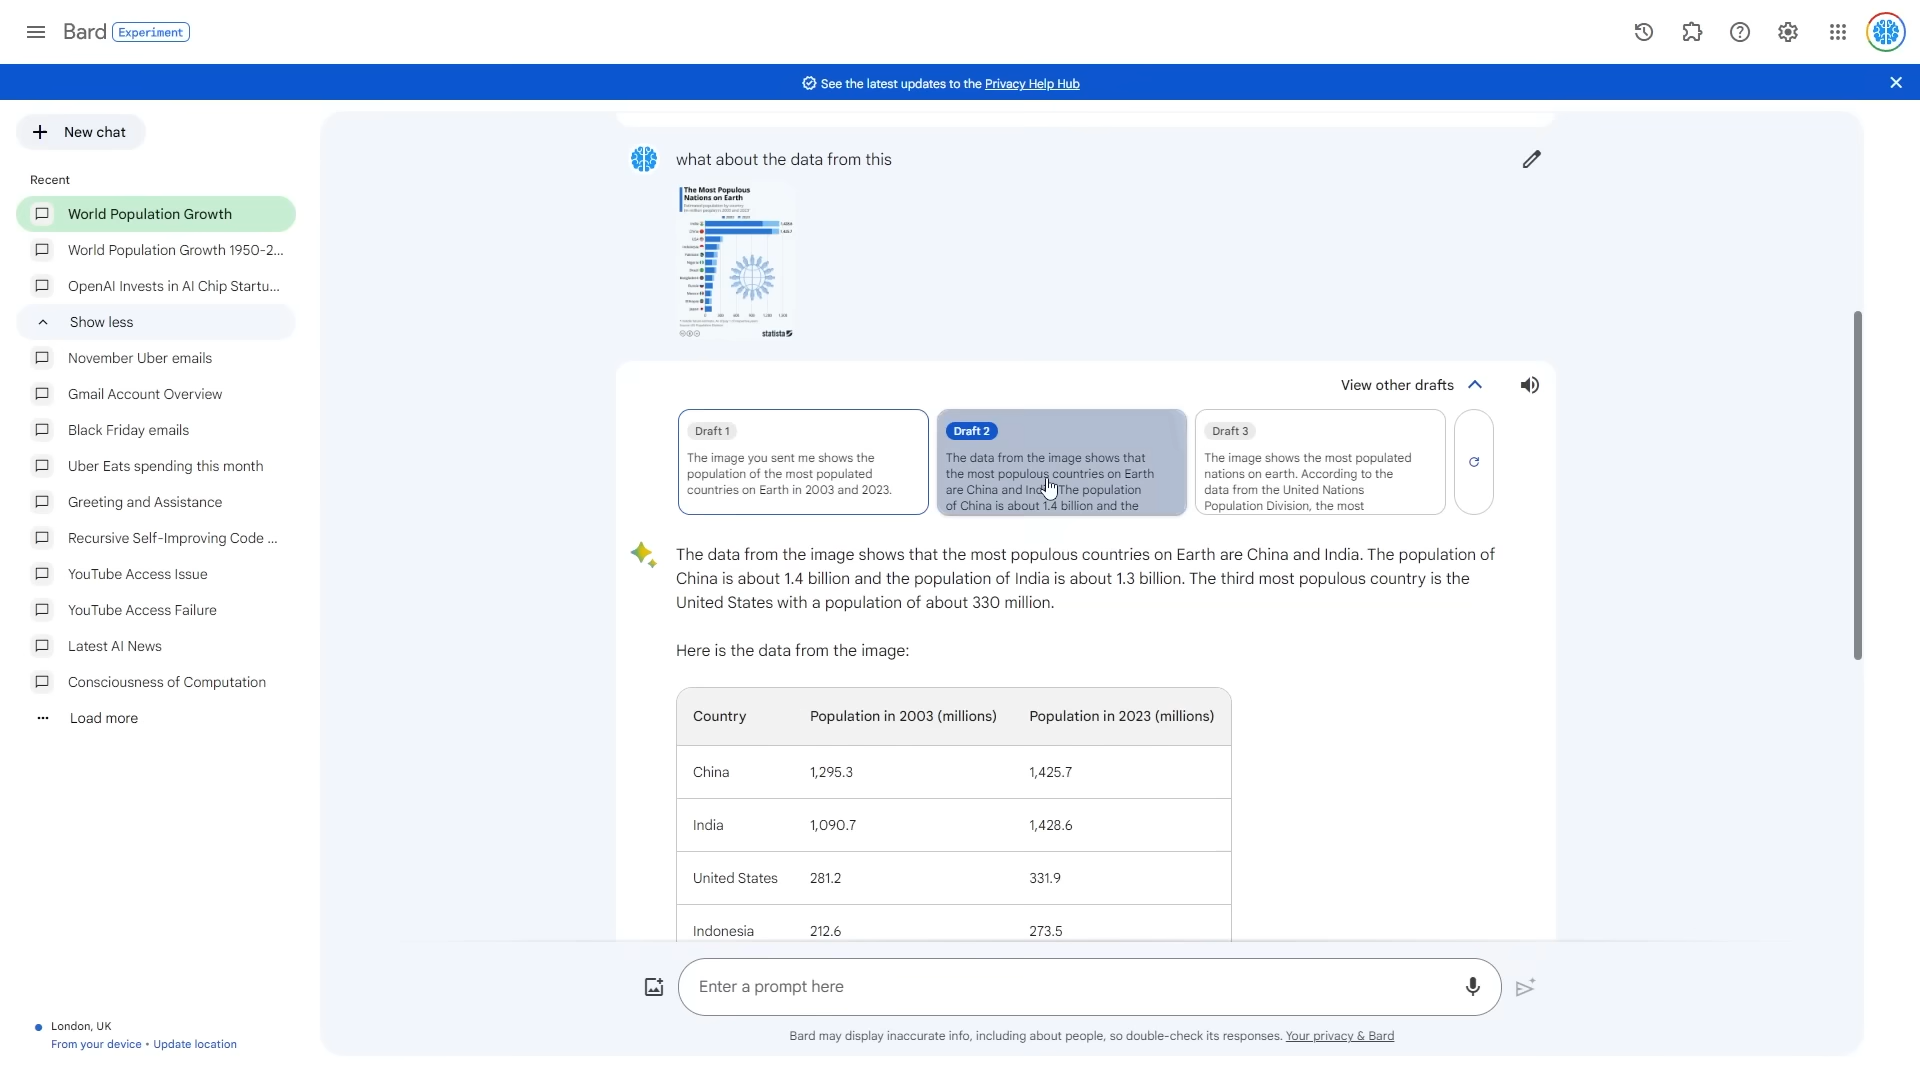 Bard Experiment
See the latest updates to the Privacy Help Hub
New chat
Recent
World Population Growth
World Population Growth 1950-2...
OpenAI Invests in AI Chip Startu...
Show less
November Uber emails
Gmail Account Overview
Black Friday emails
Uber Eats spending this month
Greeting and Assistance
Recursive Self-Improving Code ...
YouTube Access Issue
YouTube Access Failure
Latest AI News
Consciousness of Computation
Load more
London, UK
From your device • Update location
what about the data from this
The Most Populous
Nations on Earth
statista
View other drafts
Draft 1
The image you sent me shows the
population of the most populated
countries on Earth in 2003 and 2023.
Draft 2
The data from the image shows that
the most populous countries on Earth
are China and The population
of China is about 1.4 billion and the
Draft 3
The image shows the most populated
nations on earth. According to the
data from the United Nations
Population Division, the most
The data from the image shows that the most populous countries on Earth are China and India. The population of
China is about 1.4 billion and the population of India is about 1.3 billion. The third most populous country is the
United States with a population of about 330 million.
Here is the data from the image:
Country Population in 2003 (millions) Population in 2023 (millions)
China 1,295.3 1,425.7
India 1,090.7 1,428.6
United States 281.2 331.9
Indonesia 212.6 273.5
Enter a prompt here
Bard may display inaccurate info, including about people, so double-check its responses. Your privacy & Bard